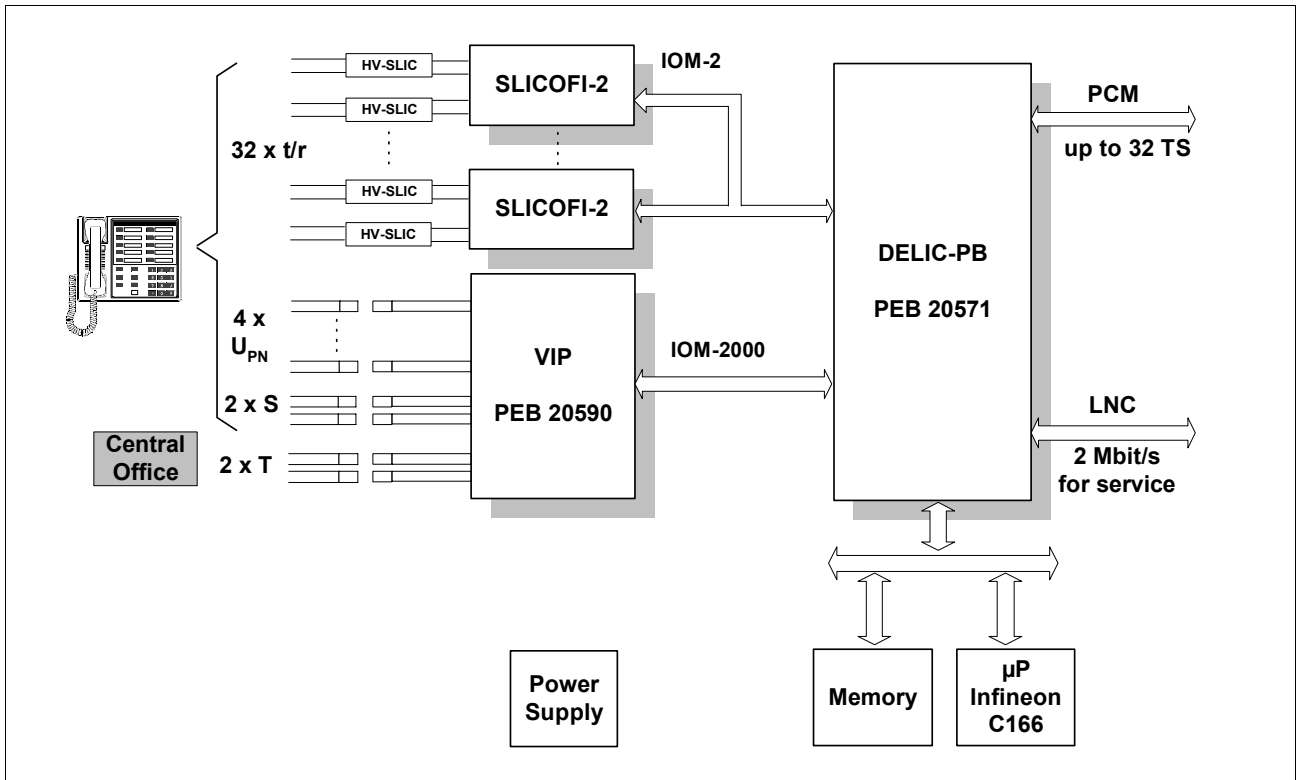 HV-SLIC
HV-SLIC
HV-SLIC
HV-SLIC
32 x t/r
SLICOFI-2
SLICOFI-2
IOM-2
4 x
UPN
2 x S
Central
Office
2 x T
VIP
PEB 20590
IOM-2000
DELIC-PB
PEB 20571
PCM
up to 32 TS
LNC
2 Mbit/s
for service
Power
Supply
Memory
µP
Infineon
C166